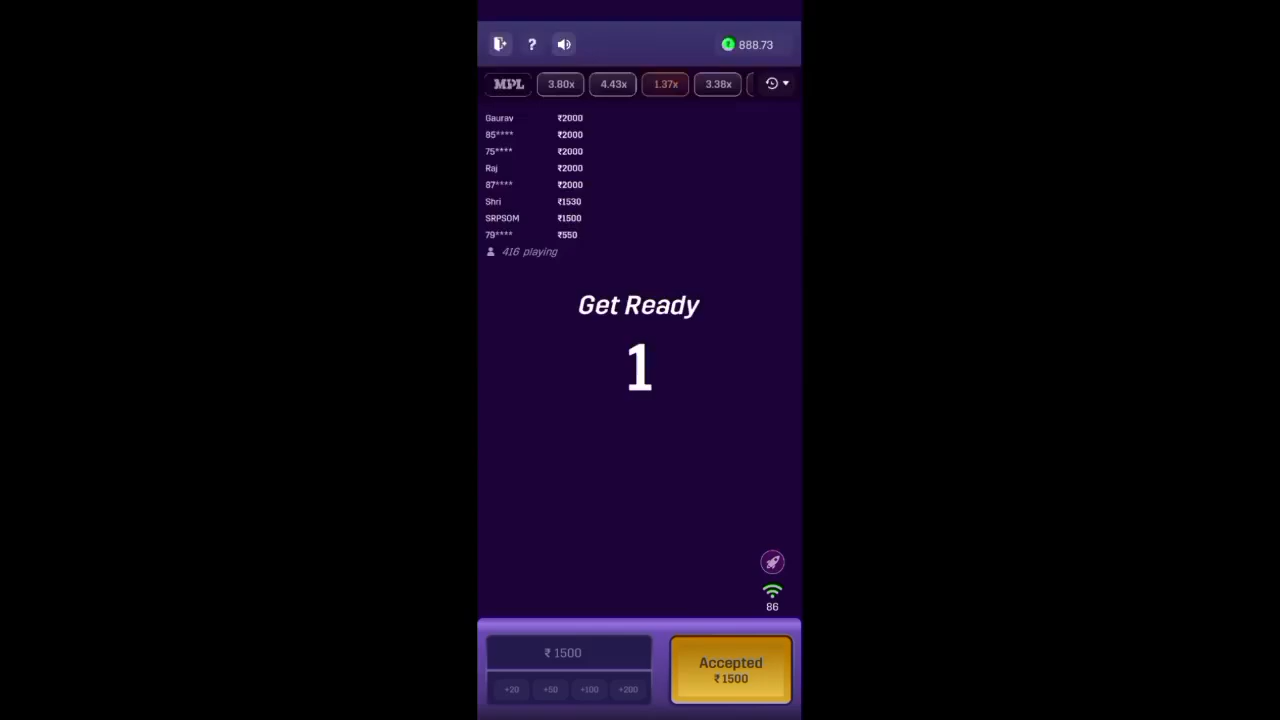 ? 888.73
MPL 3.80x 4.43x 1.37x 3.38x
Gaurav ₹2000
85**** ₹2000
75**** ₹2000
Raj ₹2000
87**** ₹2000
Shri ₹1530
SRPSOM ₹1500
79**** ₹550
416 playing
Get Ready
1
86
₹ 1500
Accepted
₹ 1500
+20 +50 +100 +200